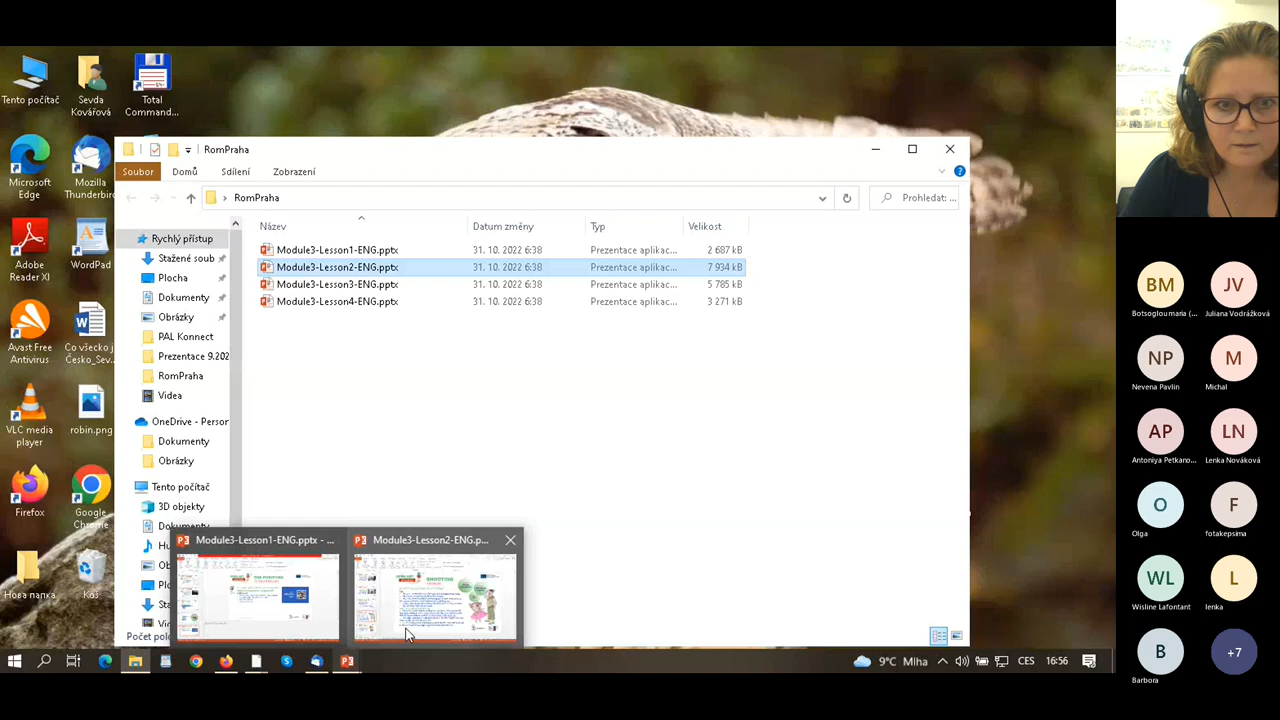 Tento počítač
Sevda
Kovářová
Total
Command...
RomPraha
Soubor
Domů
Sdílení
Zobrazení
RomPraha
Prohledat: ...
Název
Datum změny
Typ
Velikost
Module3-Lesson1-ENG.pptx
31. 10. 2022 6:38
Prezentace aplikac...
2 687 kB
Module3-Lesson2-ENG.pptx
31. 10. 2022 6:38
Prezentace aplikac...
7 934 kB
Module3-Lesson3-ENG.pptx
31. 10. 2022 6:38
Prezentace aplikac...
5 785 kB
Module3-Lesson4-ENG.pptx
31. 10. 2022 6:38
Prezentace aplikac...
3 271 kB
Rychlý přístup
Stažené soub
Plocha
Dokumenty
Obrázky
PAL Konnect
Prezentace 9.202
RomPraha
Videa
OneDrive - Person
Dokumenty
Obrázky
Tento počítač
3D objekty
Dokumenty
Microsoft
Edge
Mozilla
Thunderbir
Adobe
Reader XI
WordPad
Avast Free
Antivirus
Co všecko j
Česko_Sev
VLC media
player
robin.png
Firefox
Google
Chrome
Нова папка
Koš
Module3-Lesson1-ENG.pptx - ...
Module3-Lesson2-ENG.p...
9°C Mlha
CES
16:56
BM
Botsogloumaria (...
JV
Juliana Vodrážková
NP
Nevena Pavlin
M
Michal
AP
Antoniya Petkano...
LN
Lenka Nováková
O
Olga
F
fotakepsima
WL
Wisline Lafontant
L
lenka
B
Barbora
+7